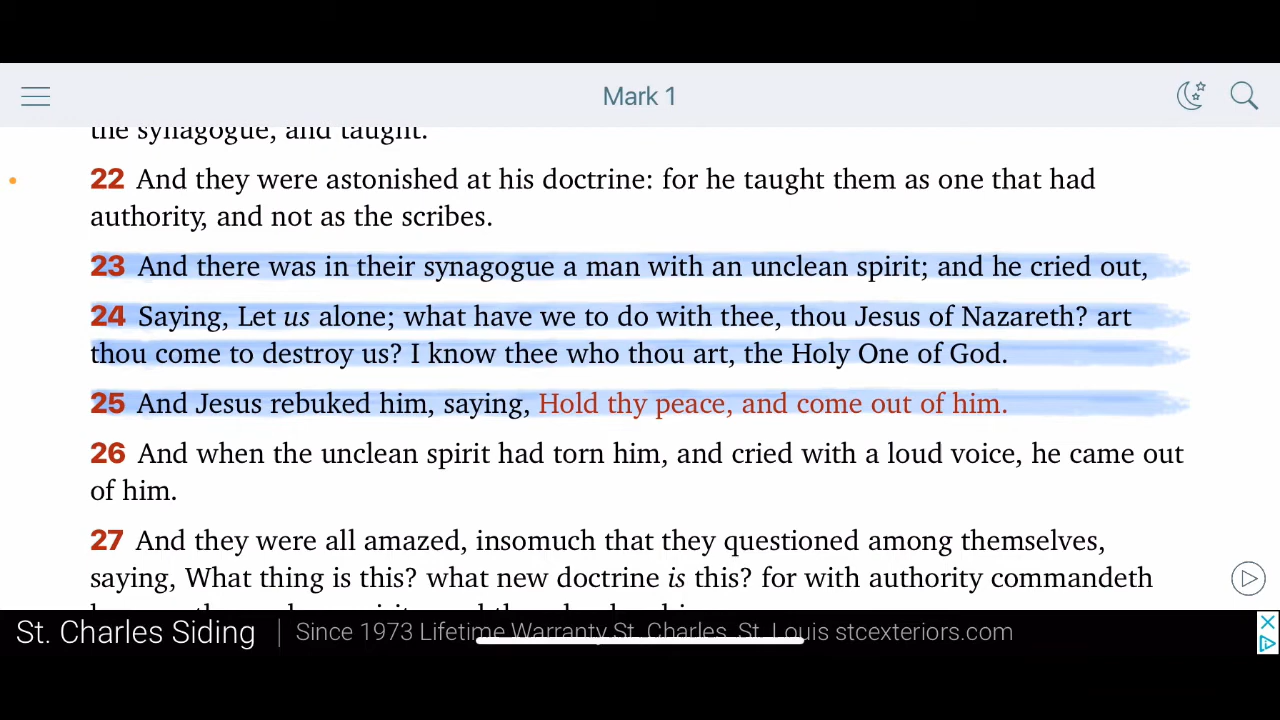 Mark 1
the synagogue, and taught.
22 And they were astonished at his doctrine: for he taught them as one that had
authority, and not as the scribes.
23 And there was in their synagogue a man with an unclean spirit; and he cried out,
24 Saying, Let us alone; what have we to do with thee, thou Jesus of Nazareth? art
thou come to destroy us? I know thee who thou art, the Holy One of God.
25 And Jesus rebuked him, saying, Hold thy peace, and come out of him.
26 And when the unclean spirit had torn him, and cried with a loud voice, he came out
of him.
27 And they were all amazed, insomuch that they questioned among themselves,
saying, What thing is this? what new doctrine is this? for with authority commandeth
St. Charles Siding | Since 1973 Lifetime Warranty St. Charles, St. Louis stcexteriors.com